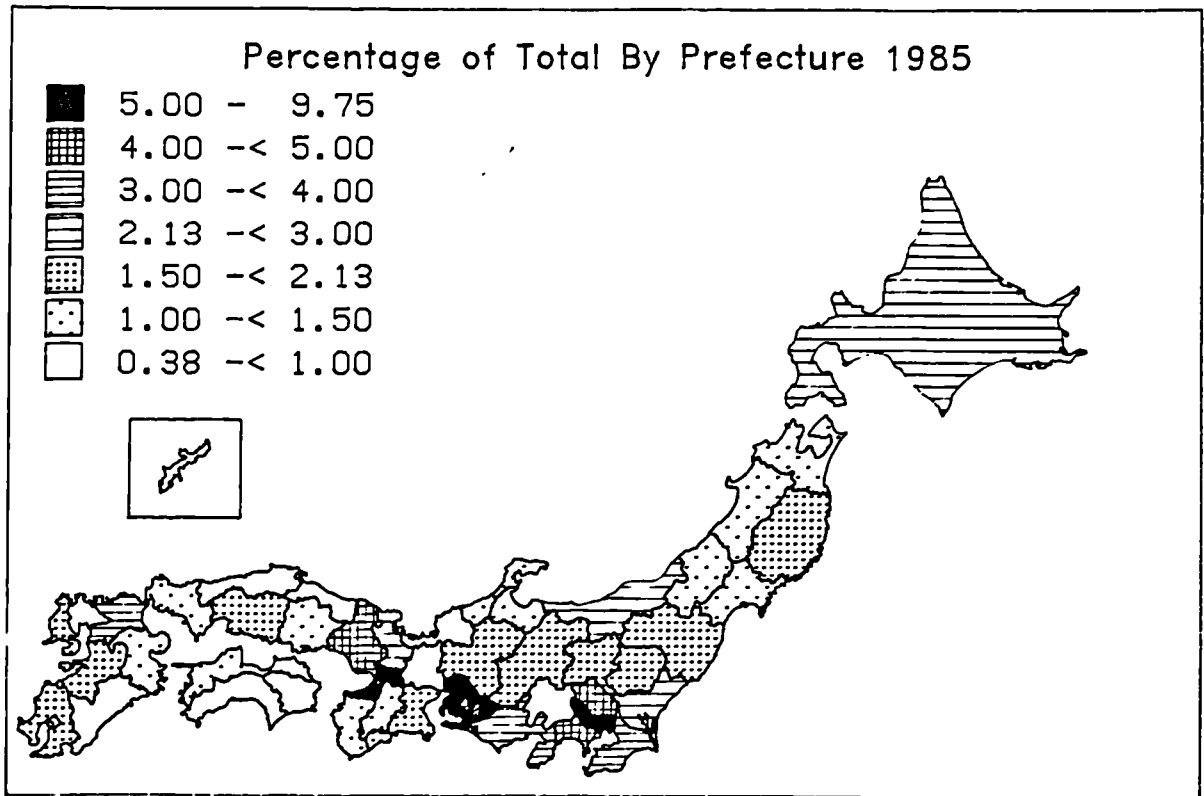 Percentage of Total By Prefecture 1985
5.00 - 9.75
4.00 -< 5.00
3.00 -< 4.00
2.13 -< 3.00
1.50 -< 2.13
1.00 -< 1.50
0.38 -< 1.00